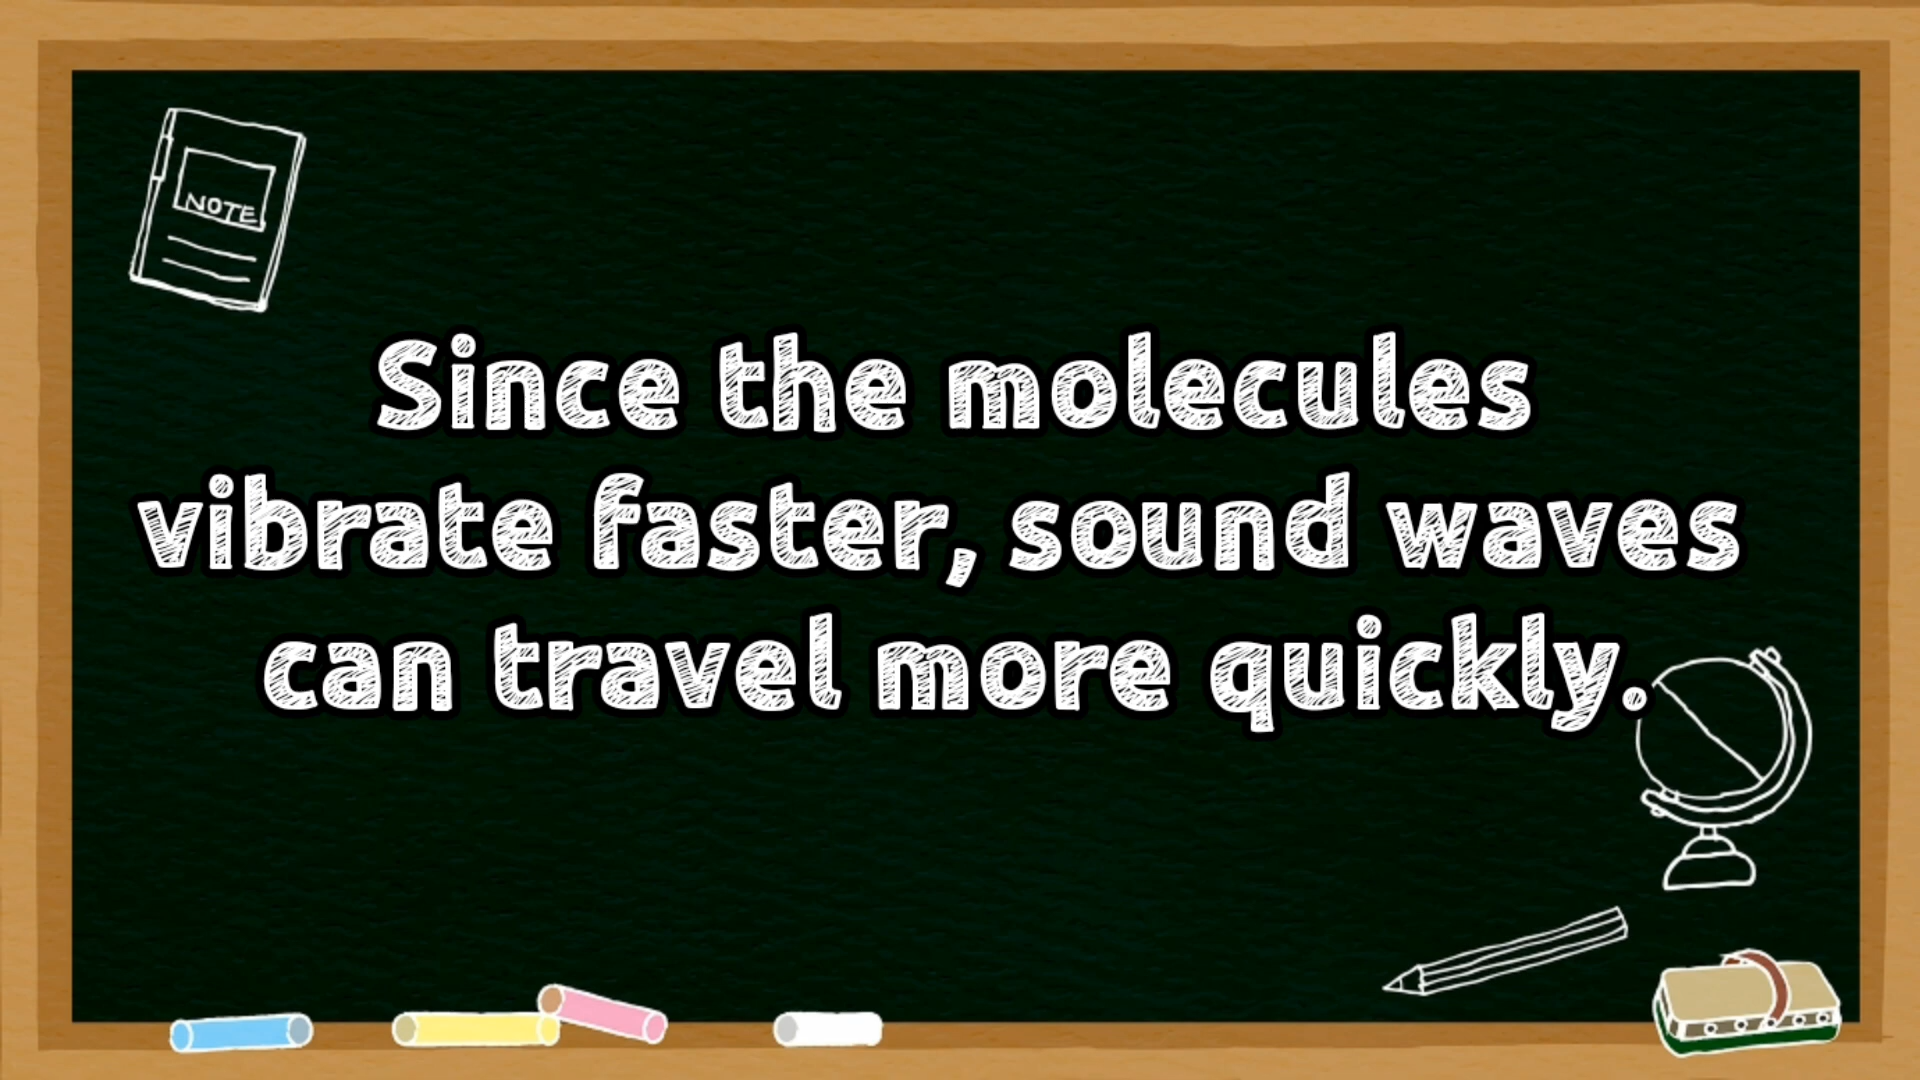 NOTE
Since the molecules
vibrate faster, sound waves
can travel more quickly.